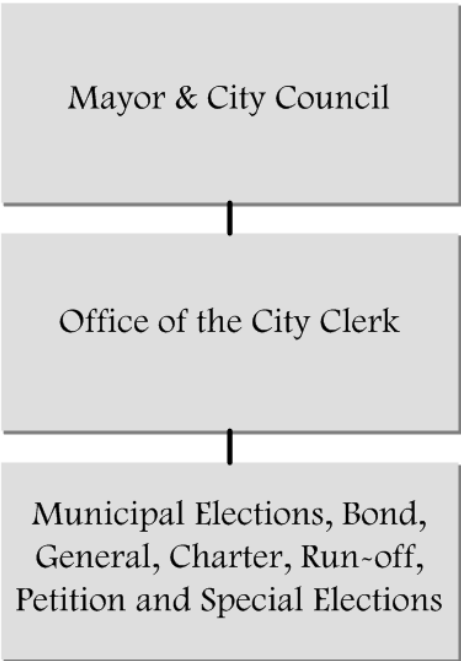 Mayor & City Council
Office of the City Clerk
Municipal Elections, Bond,
General, Charter, Run-off,
Petition and Special Elections